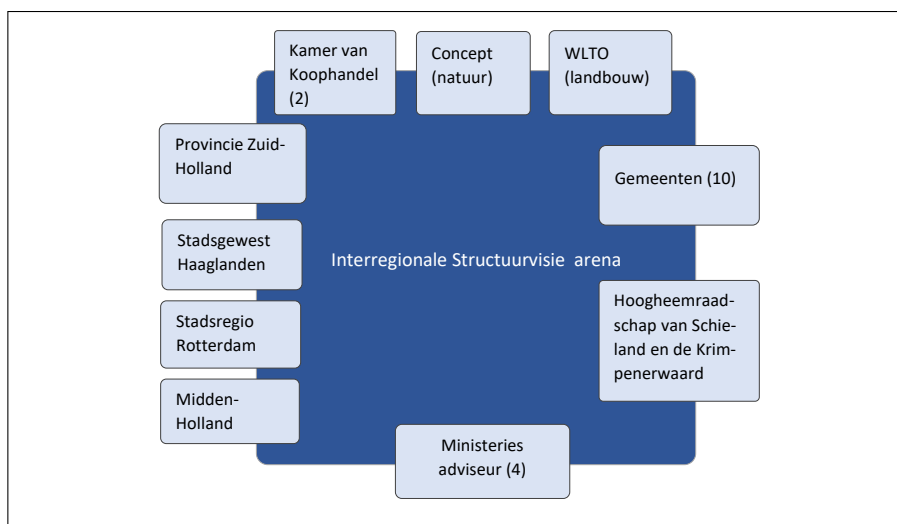 Kamer van
Koophandel
(2)
Concept
(natuur)
WLTO
(landbouw)
Provincie Zuid-
Holland
Gemeenten (10)
Stadsgewest
Haaglanden
Interregionale Structuurvisie arena
Stadsregio
Rotterdam
Hoogheemraad-
schap van Schie-
land en de Krim-
penerwaard
Midden-
Holland
Ministeries
adviseur (4)